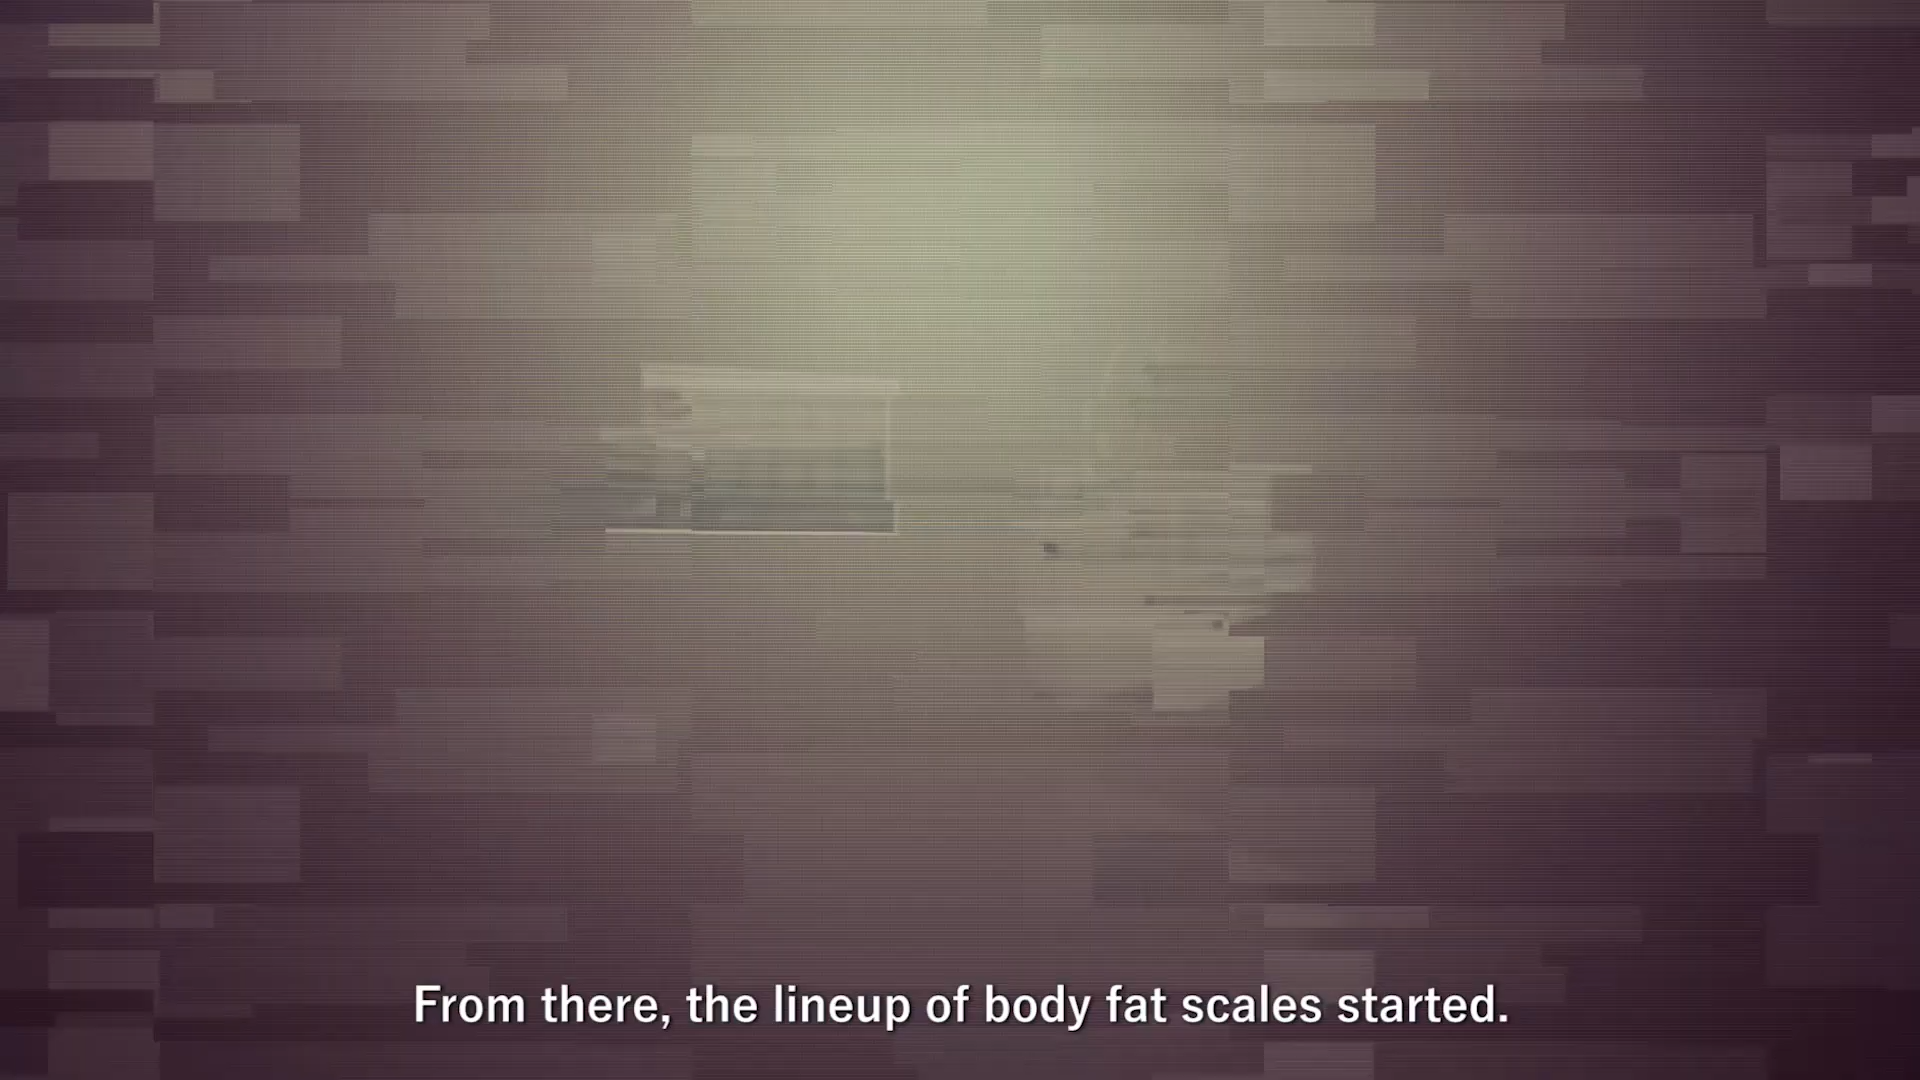 From there, the lineup of body fat scales started.